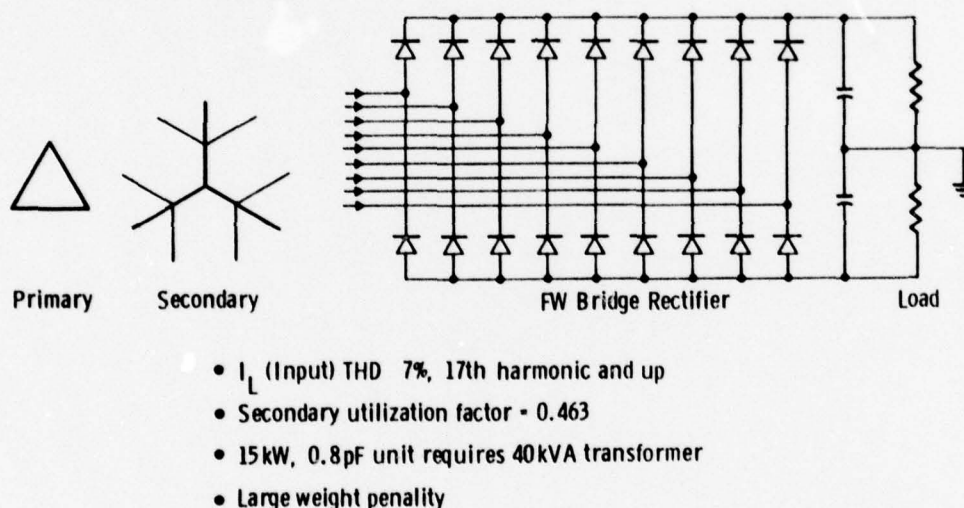 Primary
Secondary
FW Bridge Rectifier
Load
• I_L (Input) THD 7%, 17th harmonic and up
• Secondary utilization factor - 0.463
• 15kW, 0.8pF unit requires 40kVA transformer
• Large weight penality